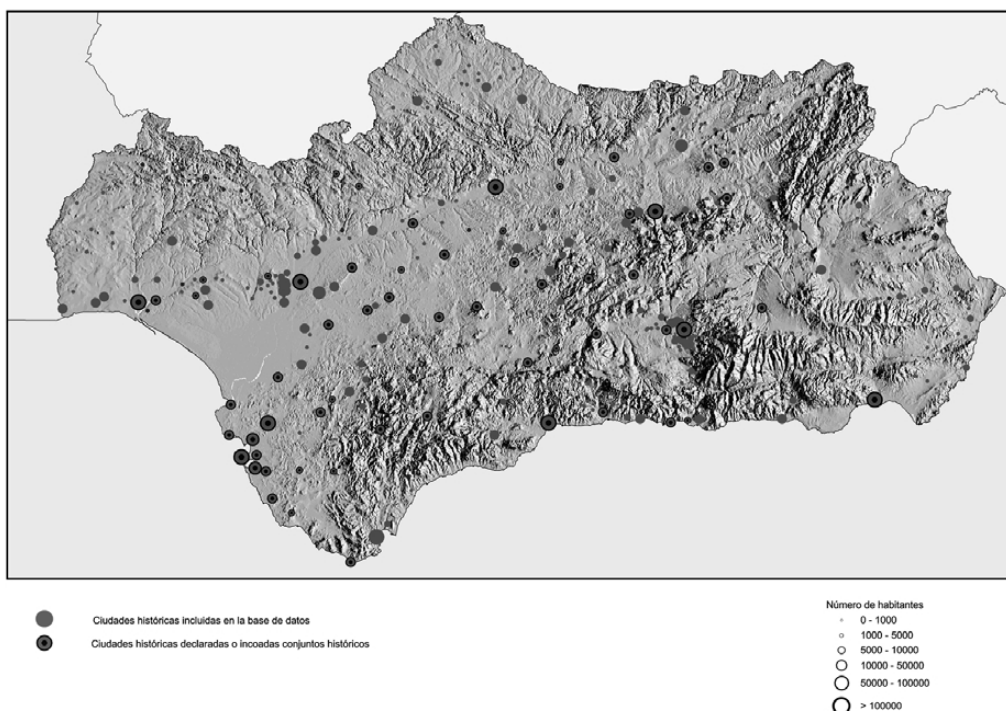 Ciudades históricas incluidas en la base de datos
Ciudades históricas declaradas o incoadas conjuntos históricos
Número de habitantes
0 - 1000
1000 - 5000
5000 - 10000
10000 - 50000
50000 - 100000
> 100000